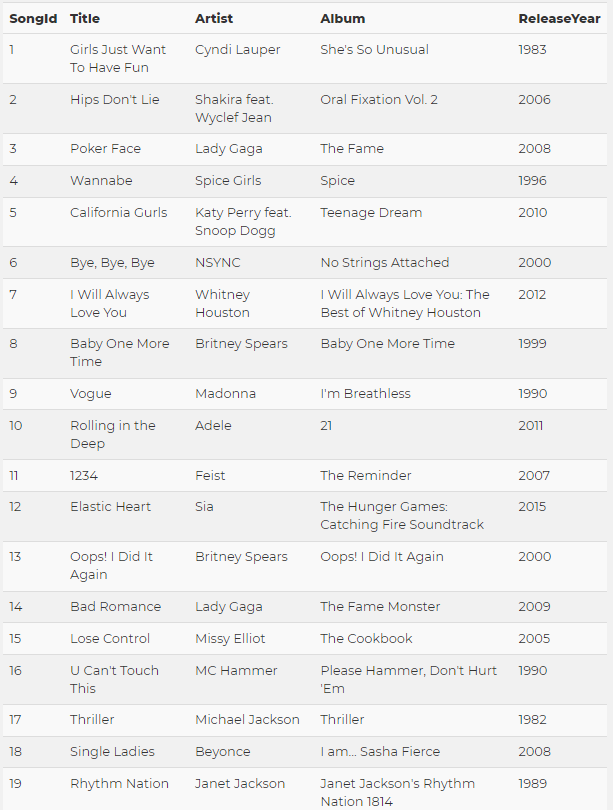 SongId Title Artist Album ReleaseYear
1 Girls Just Want Cyndi Lauper She's So Unusual 1983
To Have Fun
2 Hips Don't Lie Shakira feat. Oral Fixation Vol. 2 2006
Wyclef Jean
3 Poker Face Lady Gaga The Fame 2008
4 Wannabe Spice Girls Spice 1996
5 California Gurls Katy Perry feat. Teenage Dream 2010
Snoop Dogg
6 Bye, Bye, Bye NSYNC No Strings Attached 2000
7 I Will Always Whitney I Will Always Love You: The 2012
Love You Houston Best of Whitney Houston
8 Baby One More Britney Spears Baby One More Time 1999
Time
9 Vogue Madonna I'm Breathless 1990
10 Rolling in the Adele 21 2011
Deep
11 1234 Feist The Reminder 2007
12 Elastic Heart Sia The Hunger Games: 2015
Catching Fire Soundtrack
13 Oops! I Did It Britney Spears Oops! I Did It Again 2000
Again
14 Bad Romance Lady Gaga The Fame Monster 2009
15 Lose Control Missy Elliot The Cookbook 2005
16 U Can't Touch MC Hammer Please Hammer, Don't Hurt 1990
This 'Em
17 Thriller Michael Jackson Thriller 1982
18 Single Ladies Beyonce I am... Sasha Fierce 2008
19 Rhythm Nation Janet Jackson Janet Jackson's Rhythm 1989
Nation 1814